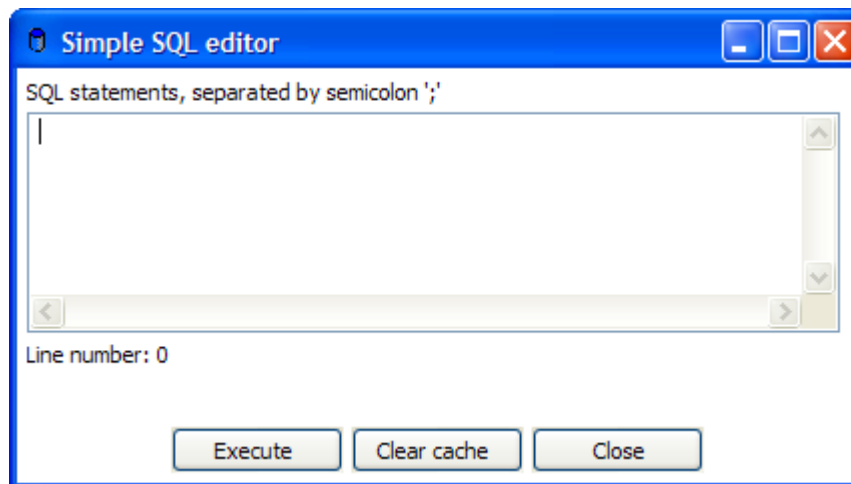 Simple SQL editor
SQL statements, separated by semicolon ';'
Line number: 0
Execute Clear cache Close